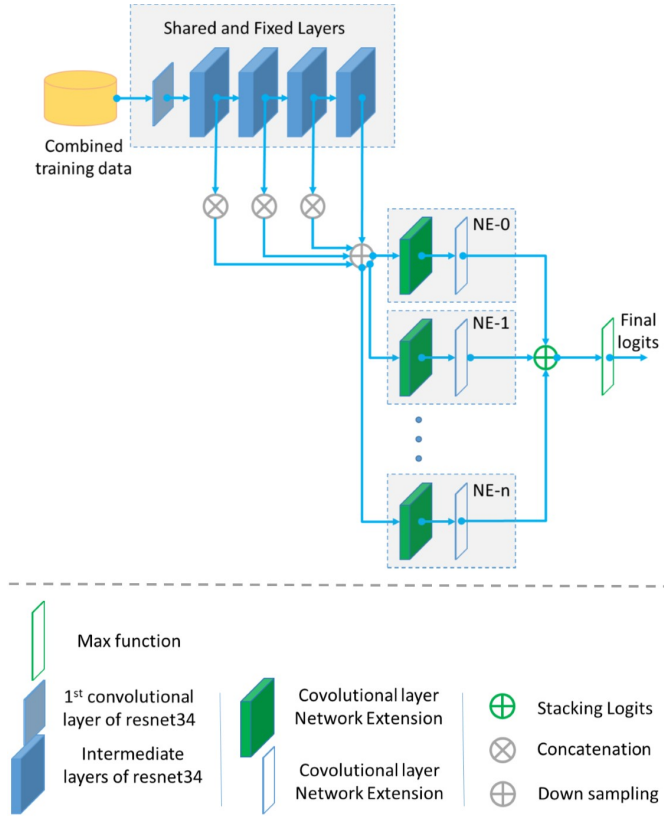 Shared and Fixed Layers
Combined
training data
NE-0
NE-1
Final
logits
NE-n
Max function
1st convolutional
layer of resnet34
Intermediate
layers of resnet34
Covolutional layer
Network Extension
Covolutional layer
Network Extension
Stacking Logits
Concatenation
Down sampling